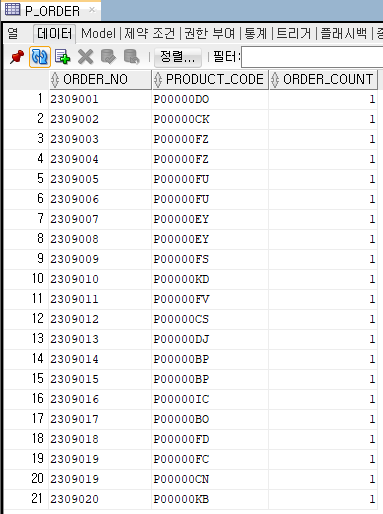 P_ORDER
열 데이터 Model 제약 조건 권한 부여 통계 트리거 플래시백
정렬... 필터:
ORDER_NO PRODUCT_CODE ORDER_COUNT
1 2309001 P00000DO 1
2 2309002 P00000CK 1
3 2309003 P00000FZ 1
4 2309004 P00000FZ 1
5 2309005 P00000FU 1
6 2309006 P00000FU 1
7 2309007 P00000EY 1
8 2309008 P00000EY 1
9 2309009 P00000FS 1
10 2309010 P00000KD 1
11 2309011 P00000FV 1
12 2309012 P00000CS 1
13 2309013 P00000DJ 1
14 2309014 P00000BP 1
15 2309015 P00000BP 1
16 2309016 P00000IC 1
17 2309017 P00000BO 1
18 2309018 P00000FD 1
19 2309019 P00000FC 1
20 2309019 P00000CN 1
21 2309020 P00000KB 1